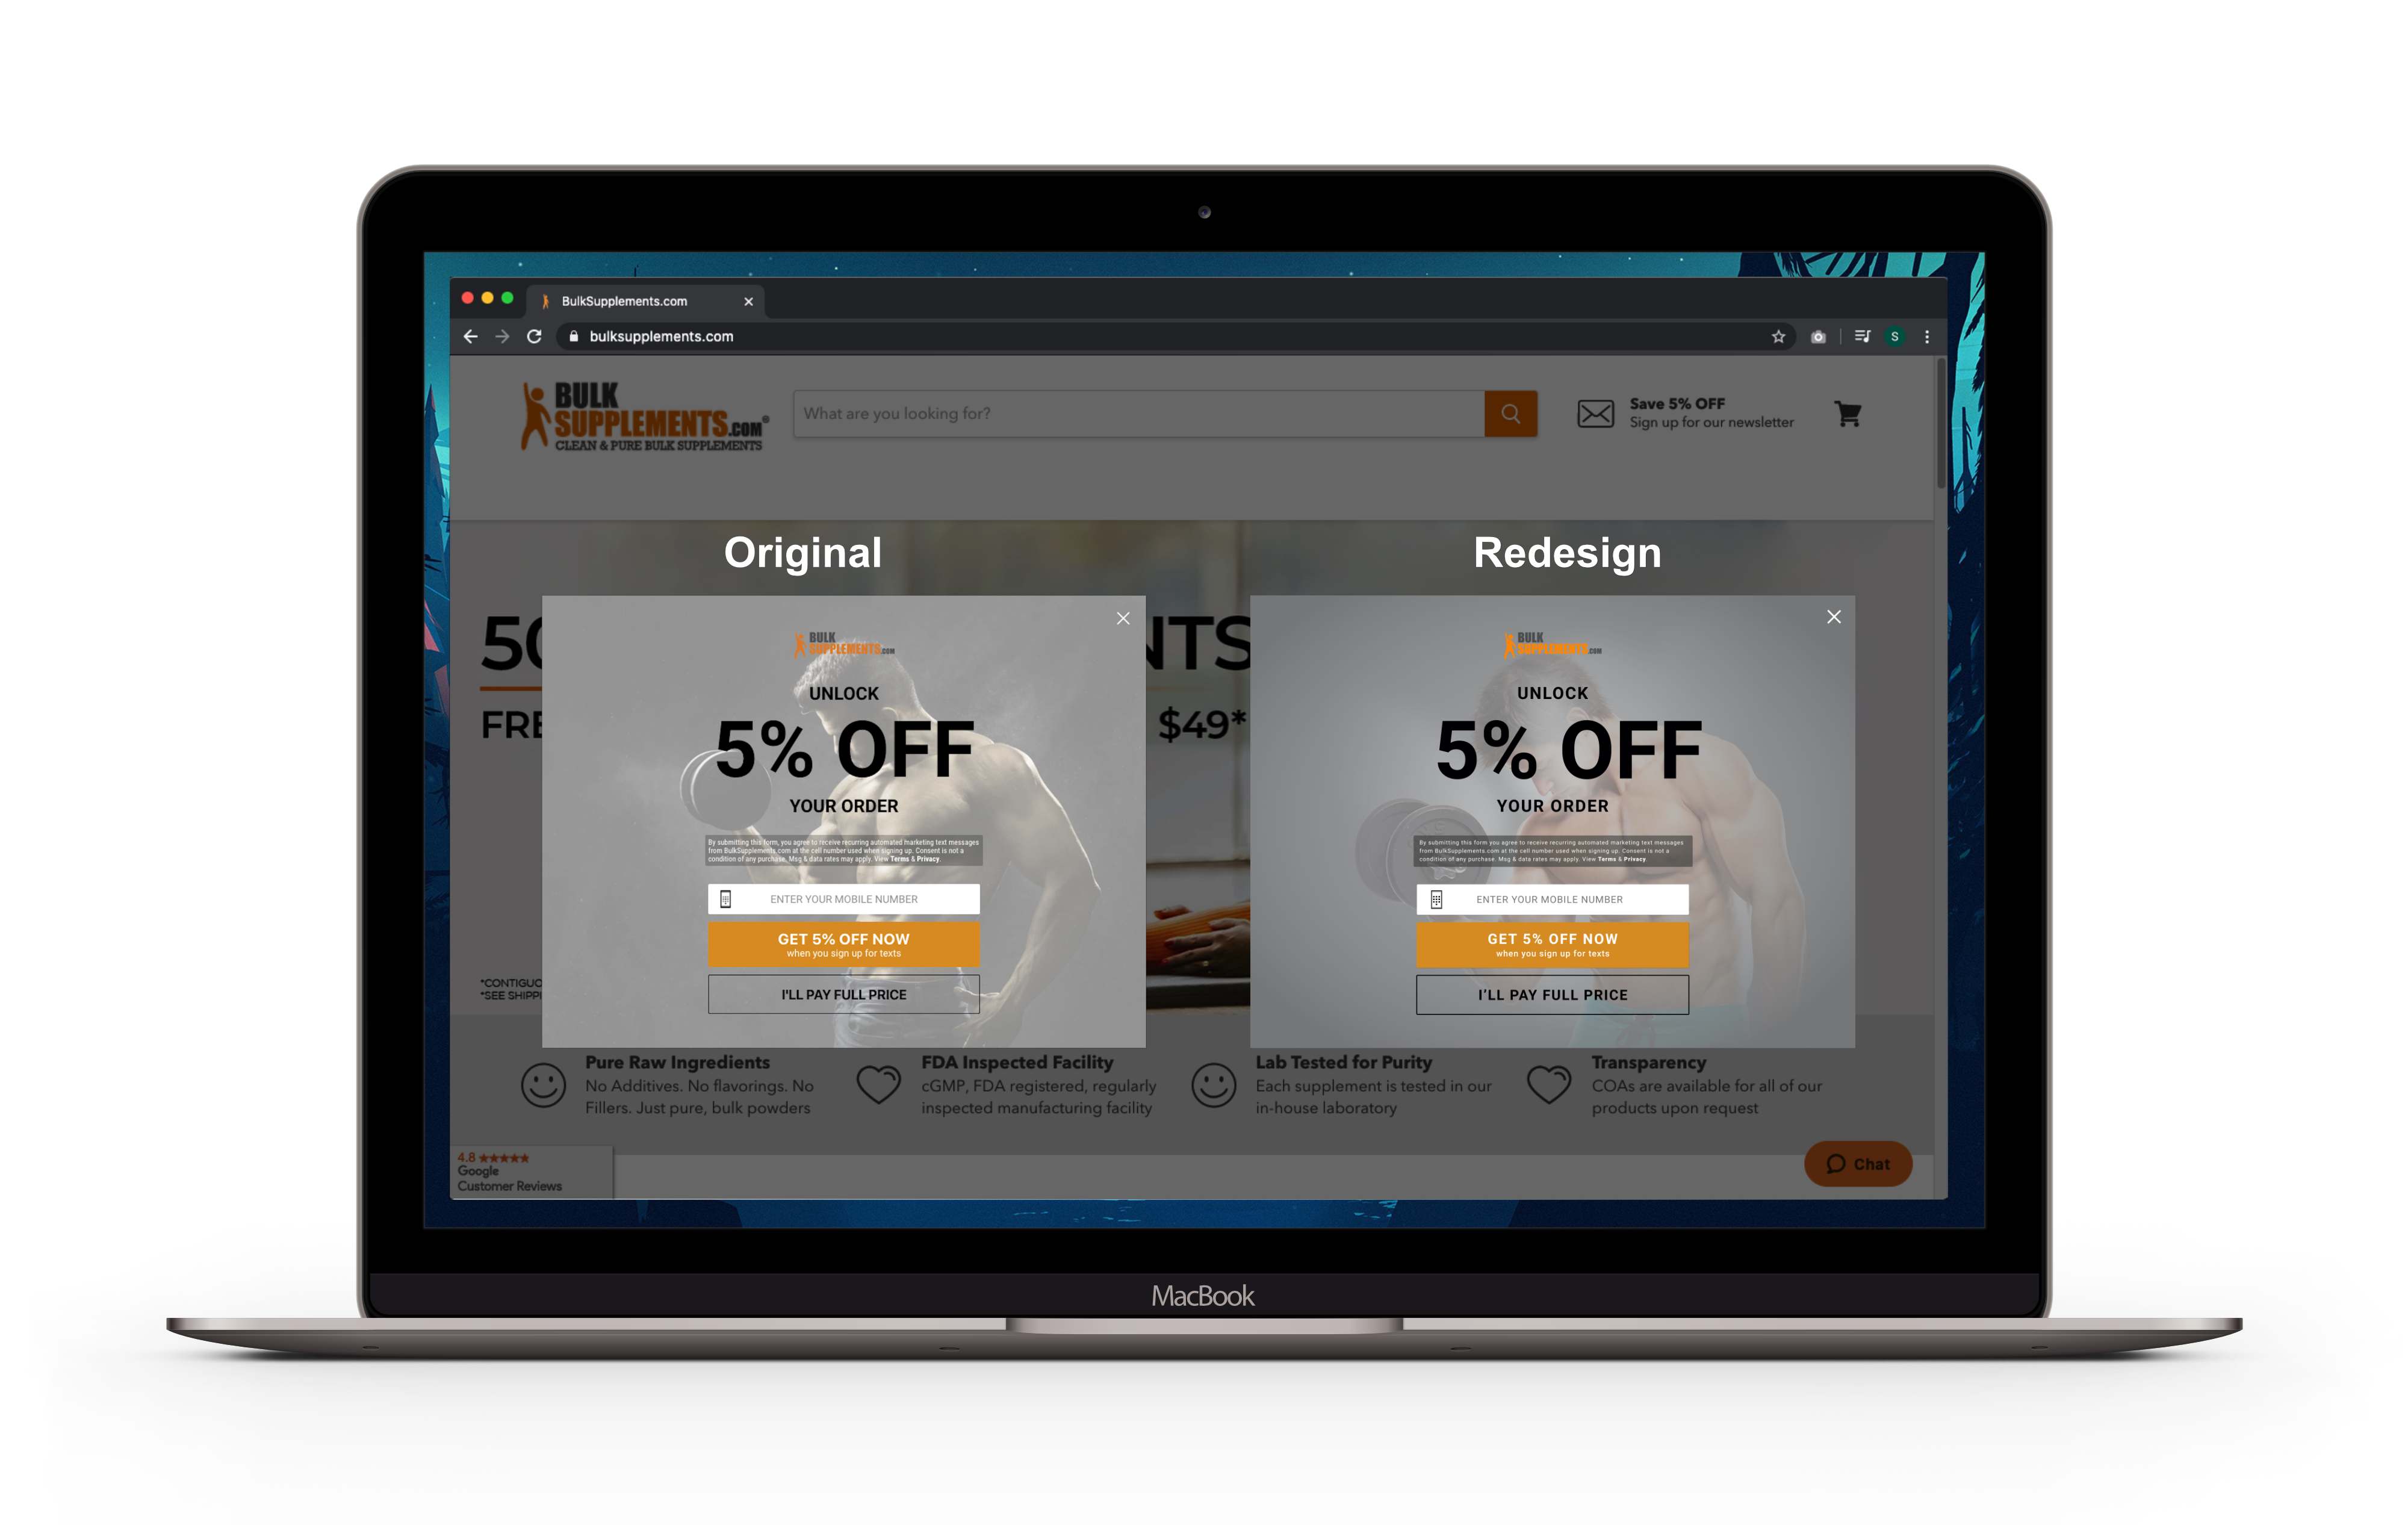 BulkSupplements.com
bulksupplements.com
S
BULK
SUPPLEMENTS.COM®
CLEAN & PURE BULK SUPPLEMENTS
What are you looking for?
Save 5% OFF
Sign up for our newsletter
Original
Redesign
50
NTS
FRE
$49*
*CONTIGUO
*SEE SHIPPI
BULK
SUPPLEMENTS.COM
UNLOCK
5% OFF
YOUR ORDER
By submitting this form, you agree to receive recurring automated marketing text messages
from BulkSupplements.com at the cell number used when signing up. Consent is not a
condition of any purchase. Msg & data rates may apply. View Terms & Privacy.
ENTER YOUR MOBILE NUMBER
GET 5% OFF NOW
when you sign up for texts
I'LL PAY FULL PRICE
BULK
SUPPLEMENTS.COM
UNLOCK
5% OFF
YOUR ORDER
By submitting this form you agree to receive recurring automated marketing text messages
from BulkSupplements.com at the cell number used when signing up. Consent is not a
condition of any purchase. Msg & data rates may apply. View Terms & Privacy.
ENTER YOUR MOBILE NUMBER
GET 5% OFF NOW
when you sign up for texts
I'LL PAY FULL PRICE
Pure Raw Ingredients
No Additives. No flavorings. No
Fillers. Just pure, bulk powders
FDA Inspected Facility
cGMP, FDA registered, regularly
inspected manufacturing facility
Lab Tested for Purity
Each supplement is tested in our
in-house laboratory
Transparency
COAs are available for all of our
products upon request
4.8 ★★★★★
Google
Customer Reviews
Chat
MacBook